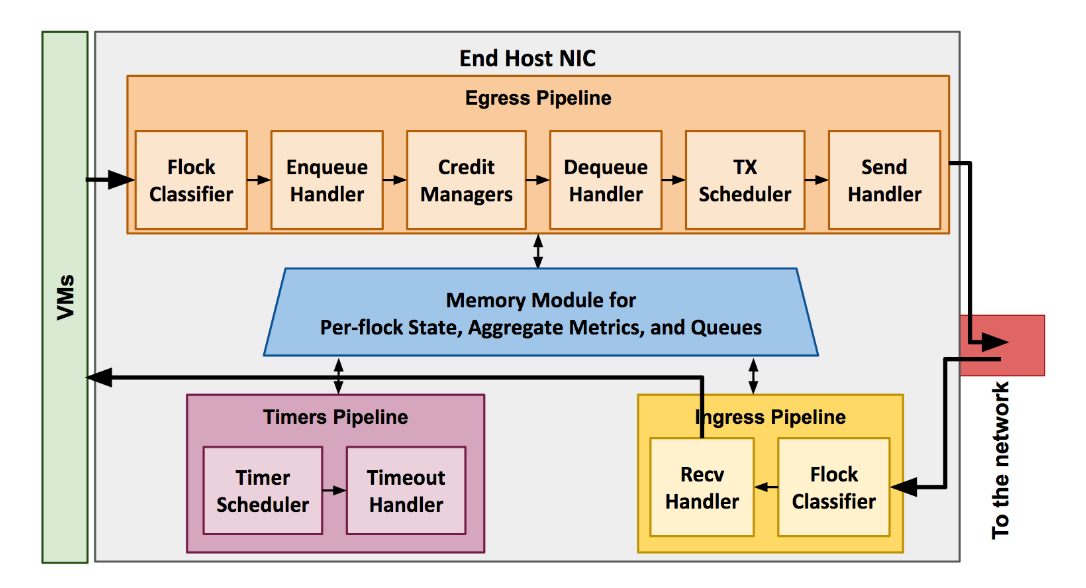 End Host NIC
Egress Pipeline
Flock
Classifier
Enqueue
Handler
Credit
Managers
Dequeue
Handler
TX
Scheduler
Send
Handler
VMs
Memory Module for
Per-flock State, Aggregate Metrics, and Queues
Timers Pipeline
Timer
Scheduler
Timeout
Handler
Ingress Pipeline
Recv
Handler
Flock
Classifier
To the network